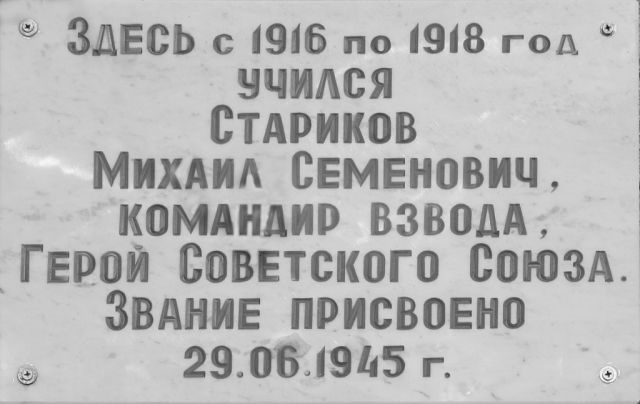 Здесь с 1916 по 1918 год
учился
Стариков
Михаил Семенович,
командир взвода,
Герой Советского Союза.
Звание присвоено
29.06.1945 г.